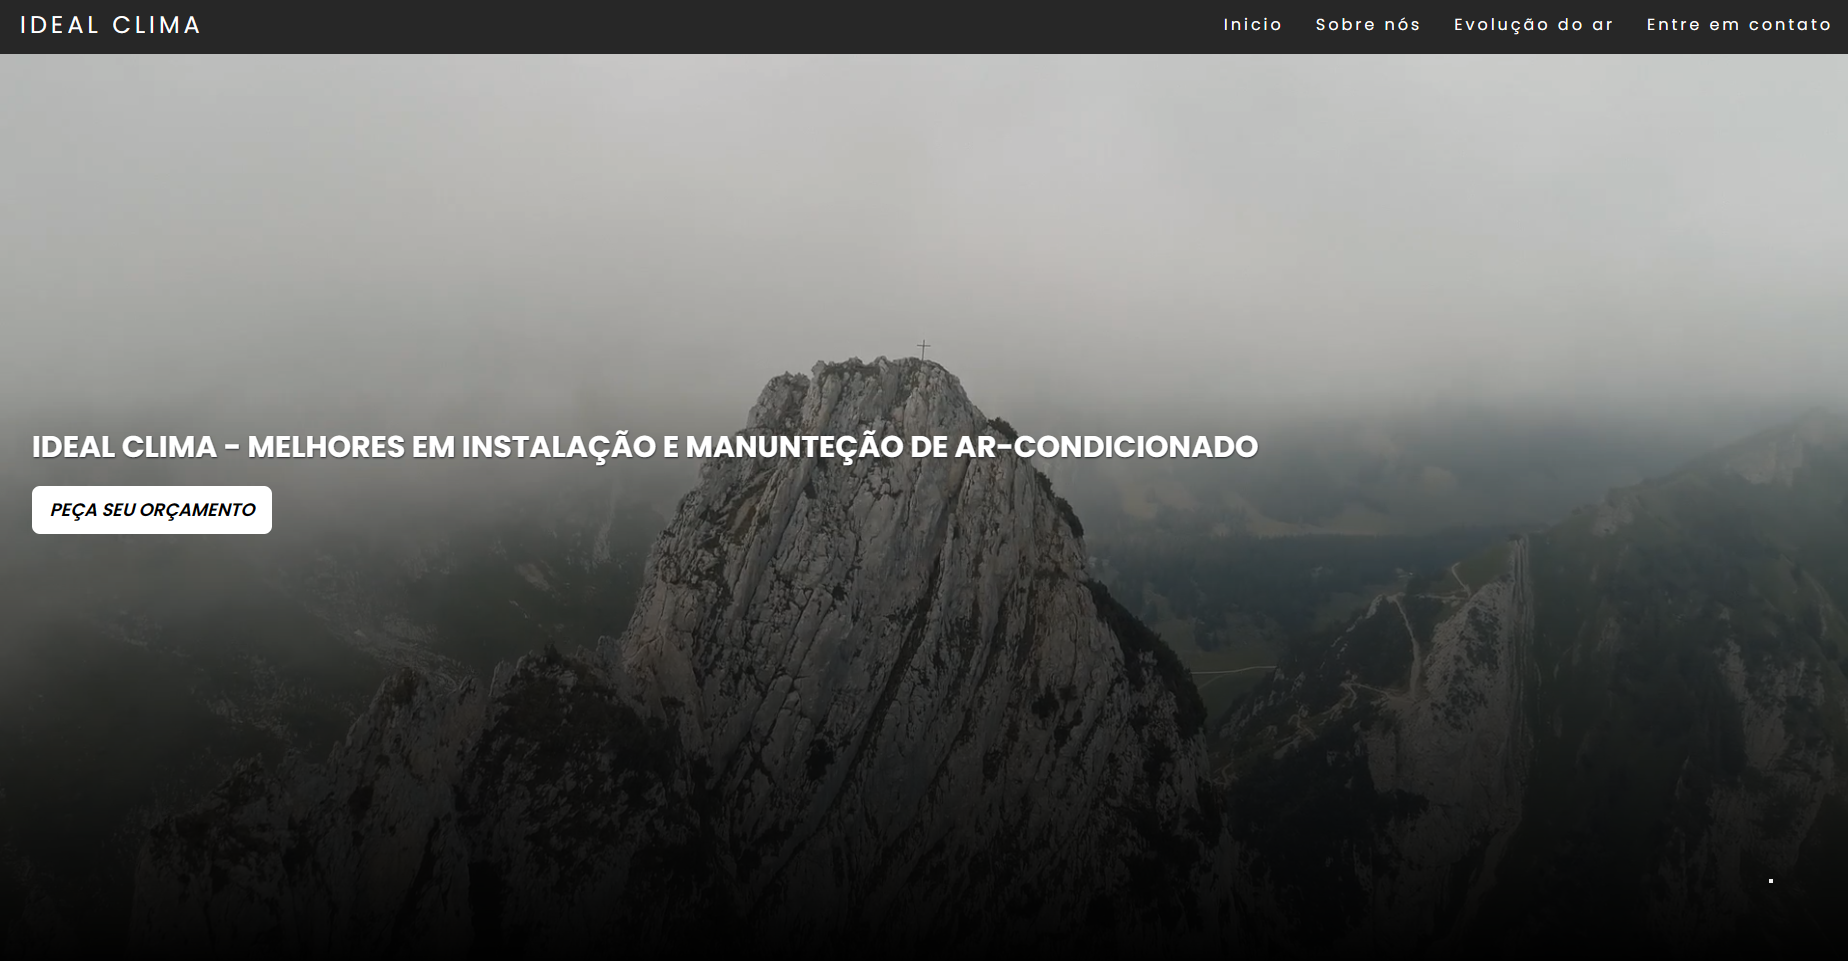 IDEAL CLIMA
Inicio Sobre nós Evolução do ar Entre em contato
IDEAL CLIMA - MELHORES EM INSTALAÇÃO E MANUNTEÇÃO DE AR-CONDICIONADO
PEÇA SEU ORÇAMENTO